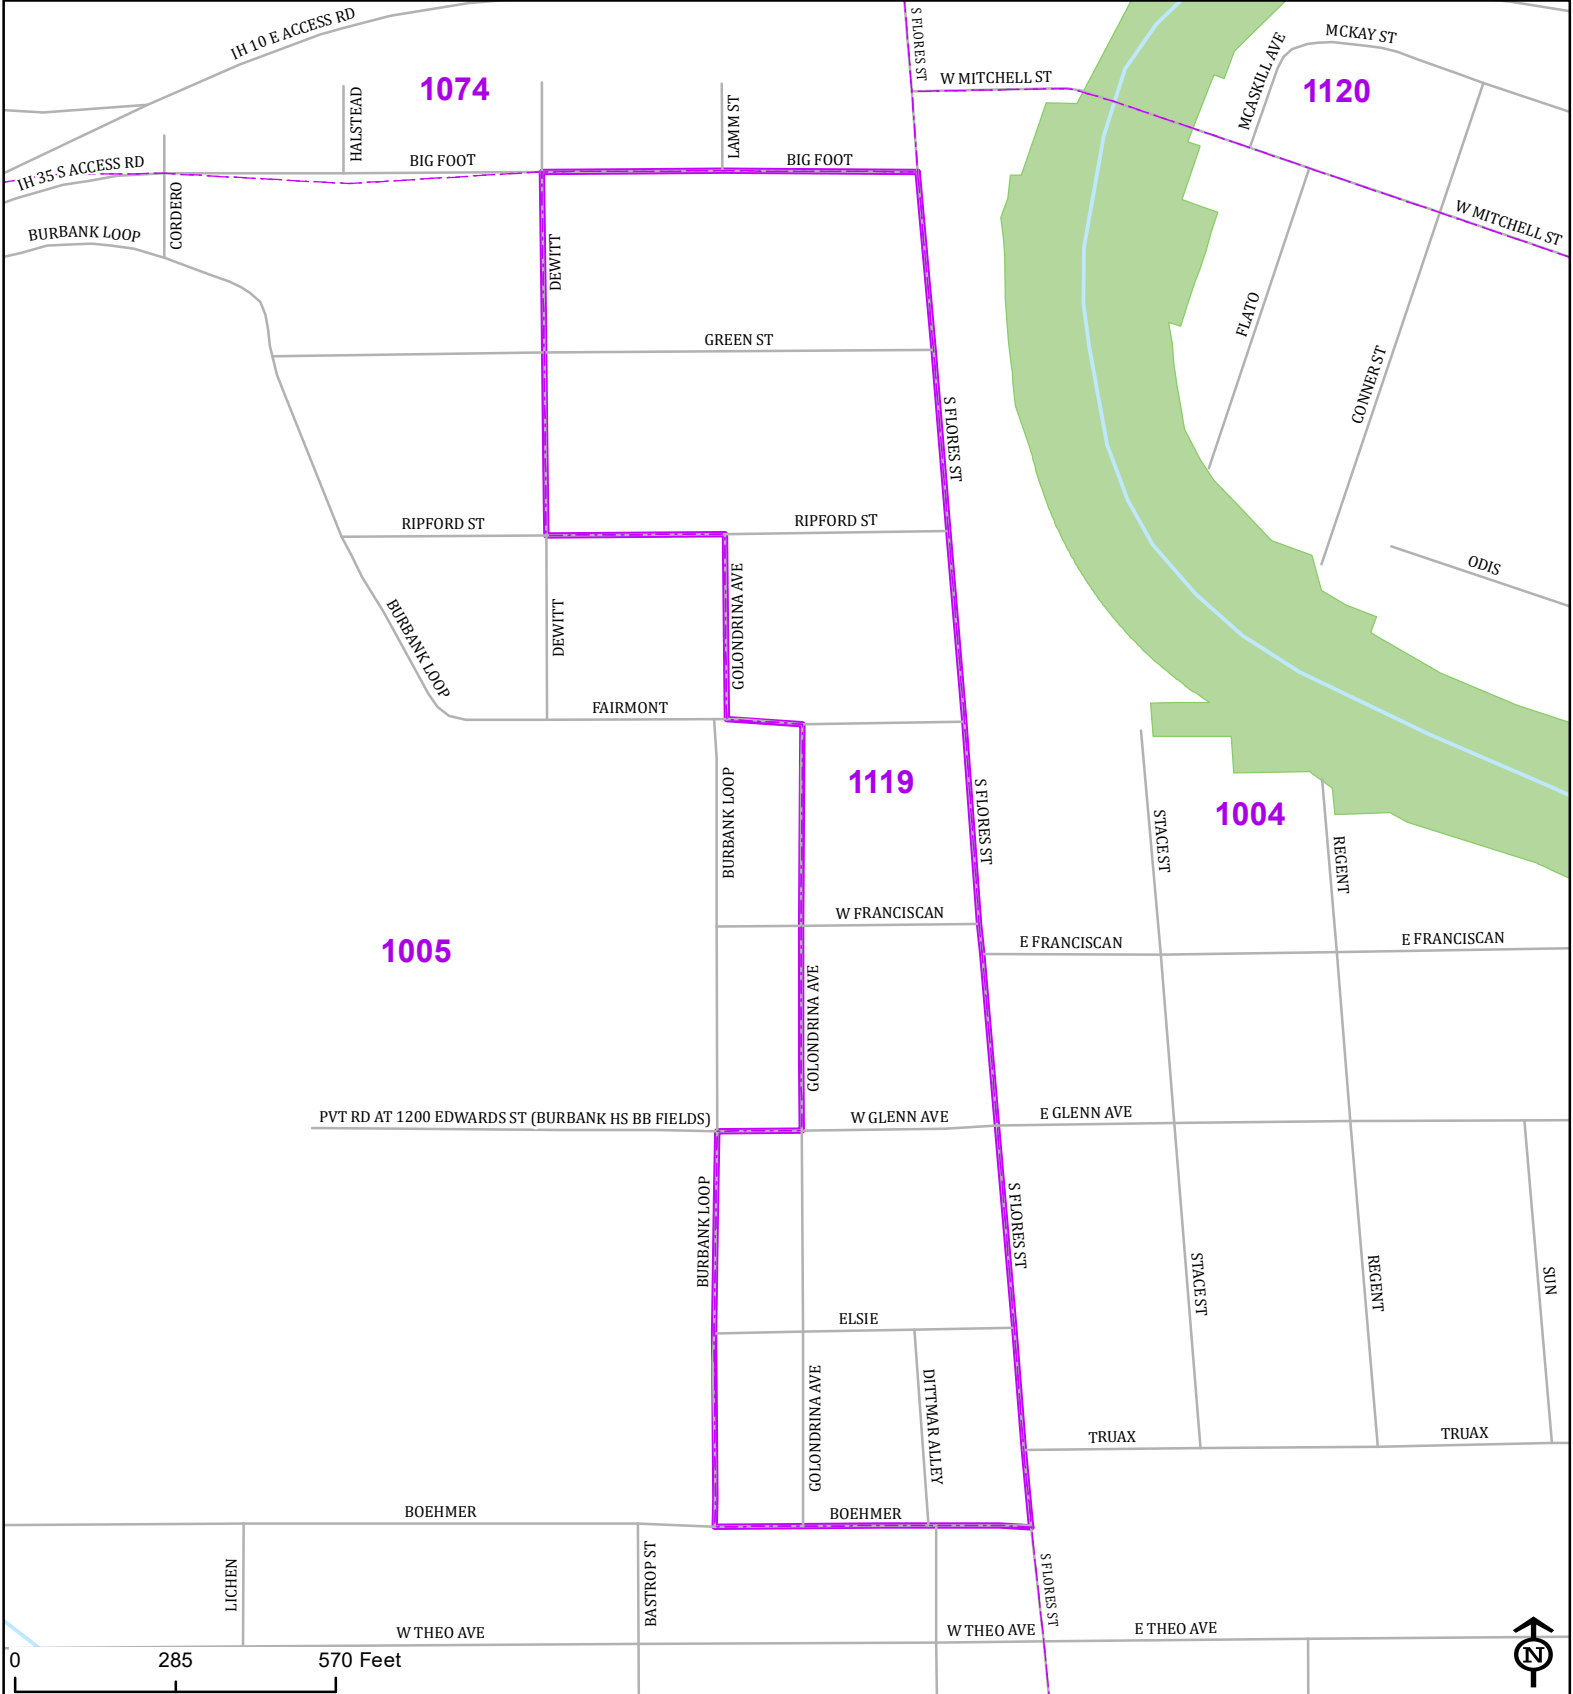 IH 10 E ACCESS RD
S FLORES ST
MCKAY ST
MCASKILL AVE
W MITCHELL ST
1074
1120
HALSTEAD
LAMM ST
BIG FOOT
BIG FOOT
IH 35 S ACCESS RD
CORDERO
BURBANK LOOP
W MITCHELL ST
DEWITT
FLATO
GREEN ST
CONNER ST
S FLORES ST
RIPFORD ST
RIPFORD ST
ODIS
BURBANK LOOP
DEWITT
GOLONDRINA AVE
FAIRMONT
1119
1004
BURBANK LOOP
S FLORES ST
STACE ST
REGENT
W FRANCISCAN
E FRANCISCAN
E FRANCISCAN
1005
GOLONDRINA AVE
PVT RD AT 1200 EDWARDS ST (BURBANK HS BB FIELDS)
W GLENN AVE
E GLENN AVE
BURBANK LOOP
S FLORES ST
STACE ST
REGENT
SUN
ELSIE
GOLONDRINA AVE
DITTMAR ALLEY
TRUAX
TRUAX
BOEHMER
BOEHMER
LICHEN
BASTROP ST
S FLORES ST
W THEO AVE
W THEO AVE
E THEO AVE
0 285 570 Feet
N